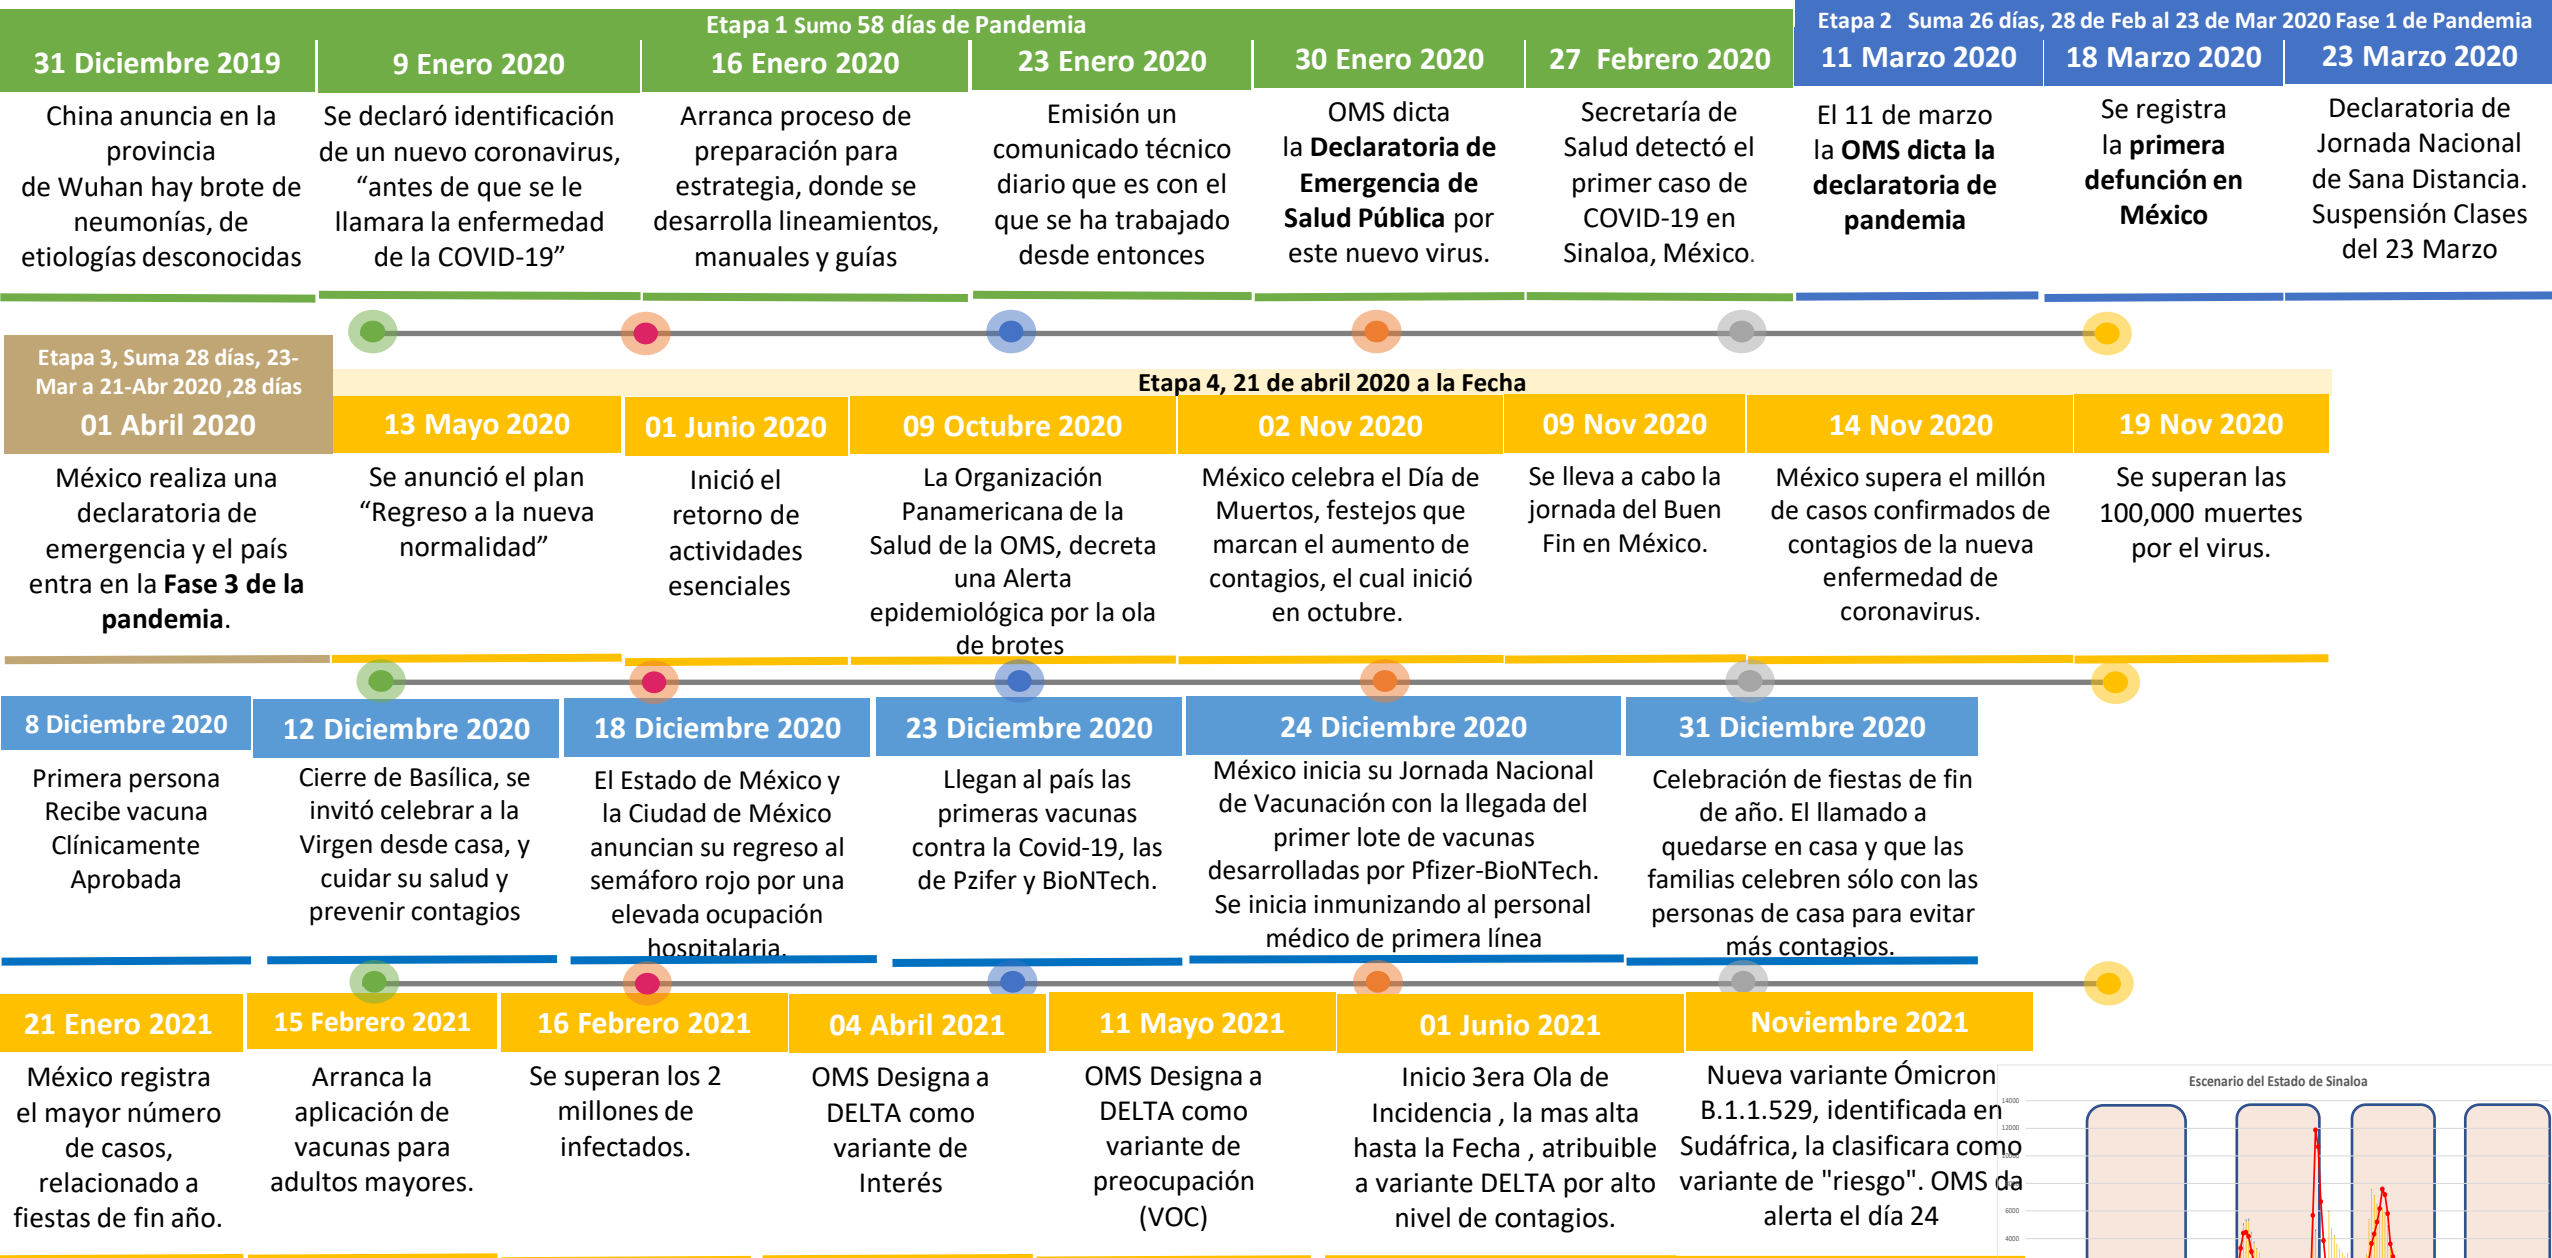 Etapa 1 Sumo 58 días de Pandemia
Etapa 2 Suma 26 días, 28 de Feb al 23 de Mar 2020 Fase 1 de Pandemia
31 Diciembre 2019
China anuncia en la
provincia
de Wuhan hay brote de
neumonías, de
etiologías desconocidas
9 Enero 2020
Se declaró identificación
de un nuevo coronavirus,
“antes de que se le
llamara la enfermedad
de la COVID-19”
16 Enero 2020
Arranca proceso de
preparación para
estrategia, donde se
desarrolla lineamientos,
manuales y guías
23 Enero 2020
Emisión un
comunicado técnico
diario que es con el
que se ha trabajado
desde entonces
30 Enero 2020
OMS dicta
la Declaratoria de
Emergencia de
Salud Pública por
este nuevo virus.
27 Febrero 2020
Secretaría de
Salud detectó el
primer caso de
COVID-19 en
Sinaloa, México.
11 Marzo 2020
El 11 de marzo
la OMS dicta la
declaratoria de
pandemia
18 Marzo 2020
Se registra
la primera
defunción en
México
23 Marzo 2020
Declaratoria de
Jornada Nacional
de Sana Distancia.
Suspensión Clases
del 23 Marzo
Etapa 3, Suma 28 días, 23-
Mar a 21-Abr 2020 ,28 días
01 Abril 2020
México realiza una
declaratoria de
emergencia y el país
entra en la Fase 3 de la
pandemia.
Etapa 4, 21 de abril 2020 a la Fecha
13 Mayo 2020
Se anunció el plan
“Regreso a la nueva
normalidad”
01 Junio 2020
Inició el
retorno de
actividades
esenciales
09 Octubre 2020
La Organización
Panamericana de la
Salud de la OMS, decreta
una Alerta
epidemiológica por la ola
de brotes
02 Nov 2020
México celebra el Día de
Muertos, festejos que
marcan el aumento de
contagios, el cual inició
en octubre.
09 Nov 2020
Se lleva a cabo la
jornada del Buen
Fin en México.
14 Nov 2020
México supera el millón
de casos confirmados de
contagios de la nueva
enfermedad de
coronavirus.
19 Nov 2020
Se superan las
100,000 muertes
por el virus.
8 Diciembre 2020
Primera persona
Recibe vacuna
Clínicamente
Aprobada
12 Diciembre 2020
Cierre de Basílica, se
invitó celebrar a la
Virgen desde casa, y
cuidar su salud y
prevenir contagios
18 Diciembre 2020
El Estado de México y
la Ciudad de México
anuncian su regreso al
semáforo rojo por una
elevada ocupación
hospitalaria.
23 Diciembre 2020
Llegan al país las
primeras vacunas
contra la Covid-19, las
de Pzifer y BioNTech.
24 Diciembre 2020
México inicia su Jornada Nacional
de Vacunación con la llegada del
primer lote de vacunas
desarrolladas por Pfizer-BioNTech.
Se inicia inmunizando al personal
médico de primera línea
31 Diciembre 2020
Celebración de fiestas de fin
de año. El llamado a
quedarse en casa y que las
familias celebren sólo con las
personas de casa para evitar
más contagios.
21 Enero 2021
México registra
el mayor número
de casos,
relacionado a
fiestas de fin año.
15 Febrero 2021
Arranca la
aplicación de
vacunas para
adultos mayores.
16 Febrero 2021
Se superan los 2
millones de
infectados.
04 Abril 2021
OMS Designa a
DELTA como
variante de
Interés
11 Mayo 2021
OMS Designa a
DELTA como
variante de
preocupación
(VOC)
01 Junio 2021
Inicio 3era Ola de
Incidencia , la mas alta
hasta la Fecha , atribuible
a variante DELTA por alto
nivel de contagios.
Noviembre 2021
Nueva variante Ómicron
B.1.1.529, identificada en
Sudáfrica, la clasificara como
variante de "riesgo". OMS da
alerta el día 24
Escenario del Estado de Sinaloa
14000
12000
10000
6000
4000